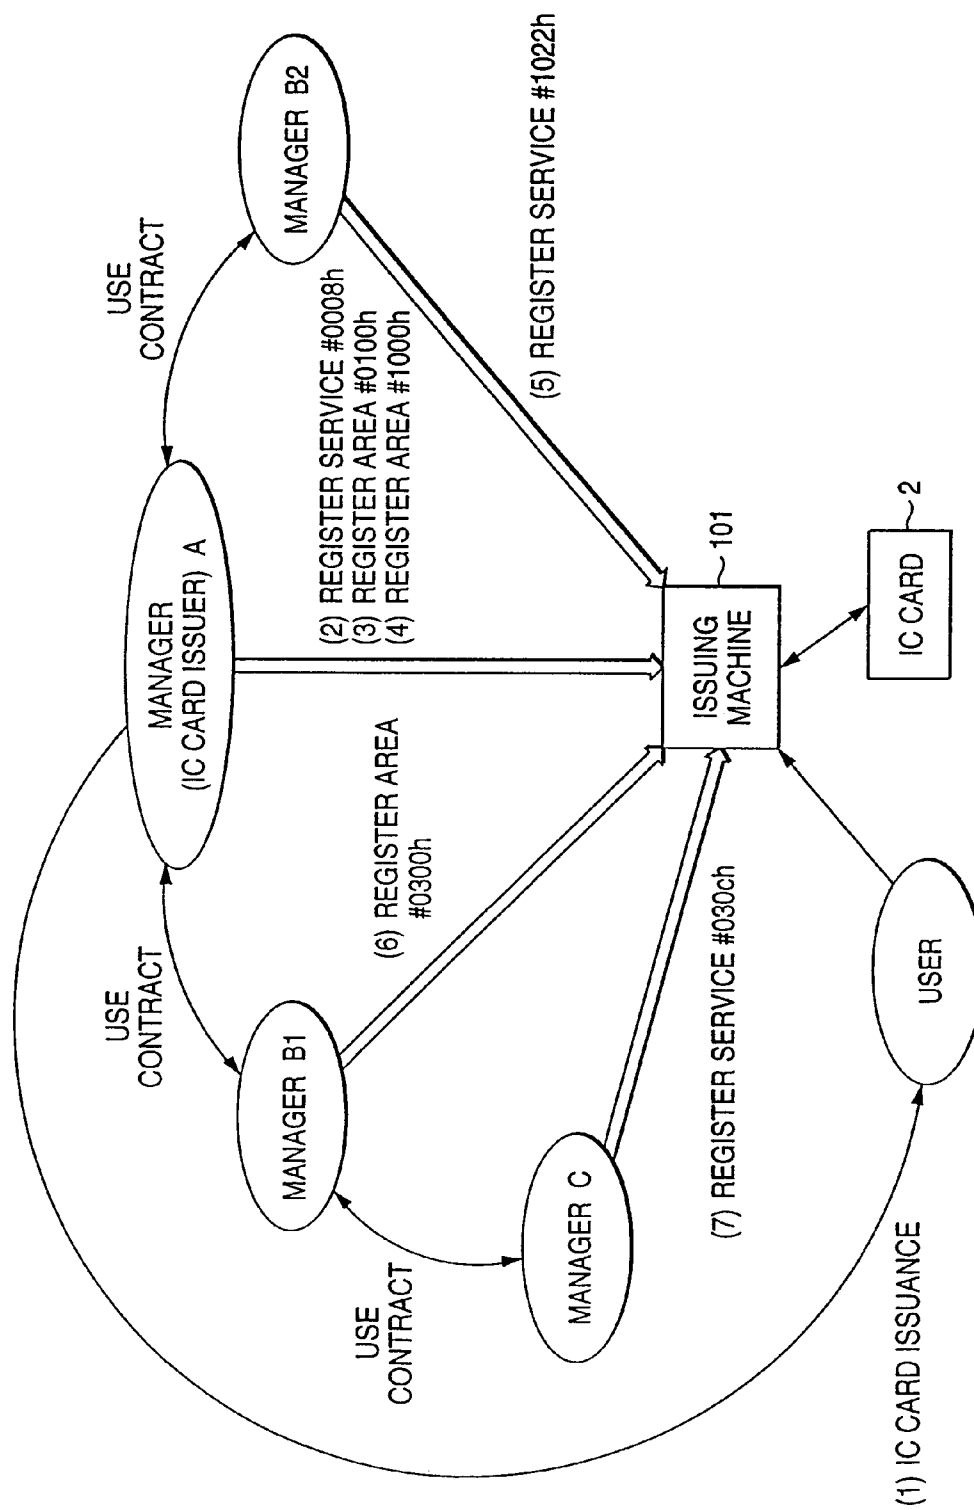 USE
CONTRACT
MANAGER B2
MANAGER
(IC CARD ISSUER) A
USE
CONTRACT
MANAGER B1
USE
CONTRACT
MANAGER C
(2) REGISTER SERVICE #0008h
(3) REGISTER AREA #0100h
(4) REGISTER AREA #1000h
(5) REGISTER SERVICE #1022h
(6) REGISTER AREA
#0300h
(7) REGISTER SERVICE #030ch
ISSUING
MACHINE
101
IC CARD
2
USER
(1) IC CARD ISSUANCE